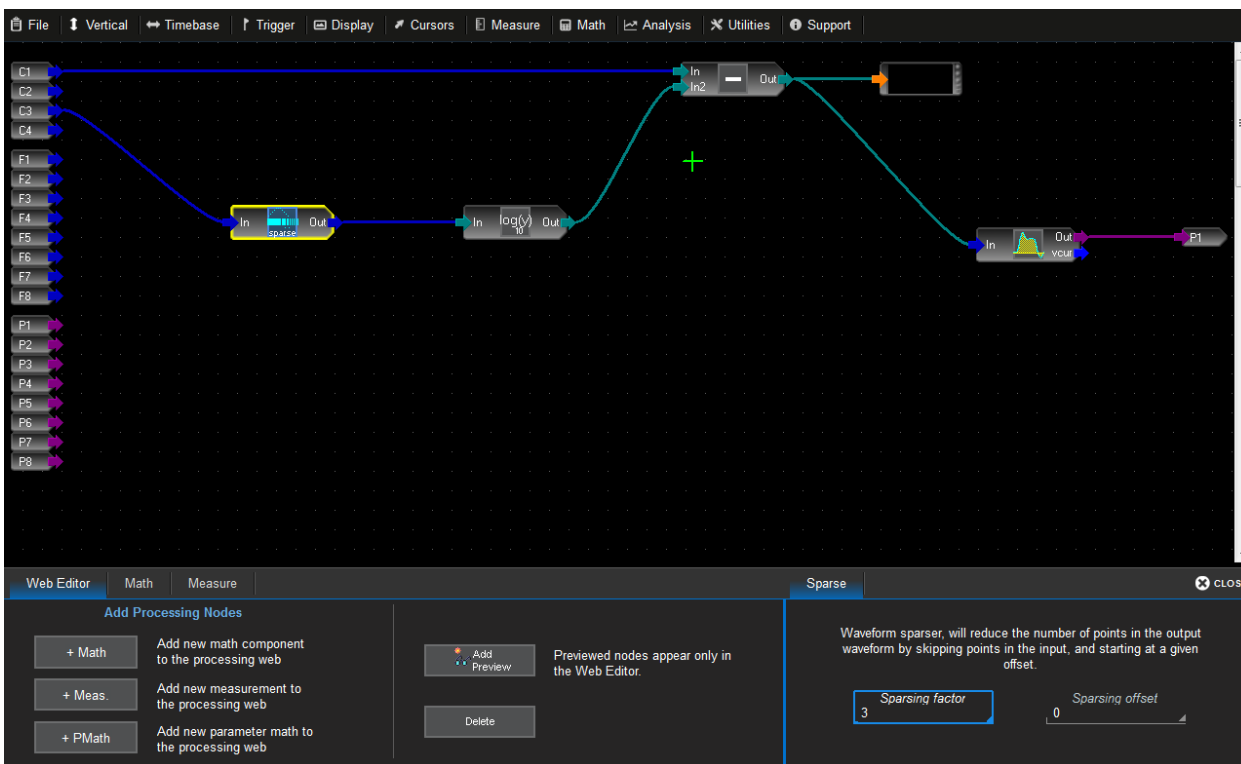 File Vertical Timebase Trigger Display Cursors Measure Math Analysis Utilities Support
C1
C2
C3
C4
F1
F2
F3
F4
F5
F6
F7
F8
P1
P2
P3
P4
P5
P6
P7
P8
In Out
In2
In sparse Out
In log(y) 10 Out
In Out
vcur
P1
Web Editor Math Measure
Add Processing Nodes
+ Math
Add new math component
to the processing web
+ Meas.
Add new measurement to
the processing web
+ PMath
Add new parameter math to
the processing web
Add
Preview
Previewed nodes appear only in
the Web Editor.
Delete
Sparse
CLOS
Waveform sparser, will reduce the number of points in the output
waveform by skipping points in the input, and starting at a given
offset.
Sparsing factor
3
Sparsing offset
0